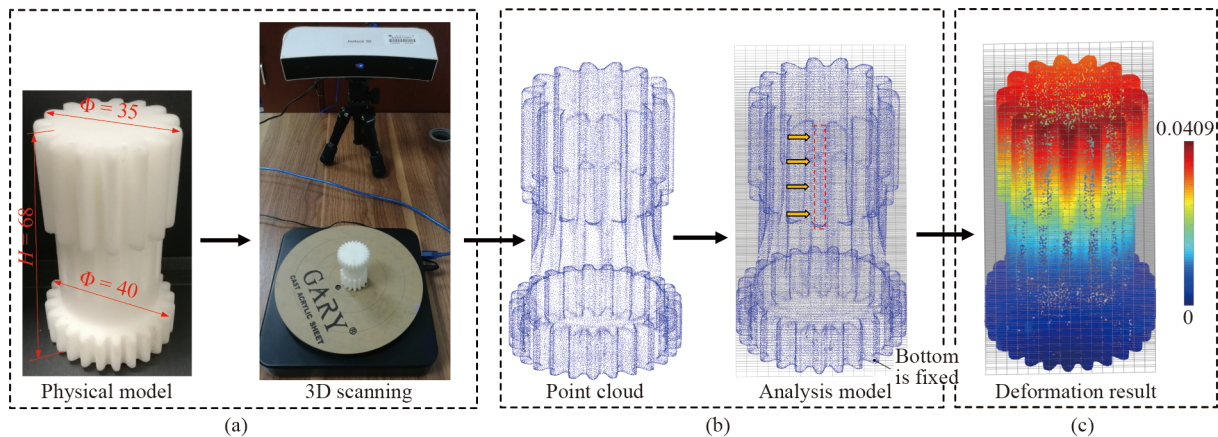 Φ = 35
H = 68
Φ = 40
Physical model
GARY®
CAST ACRYLIC SHEET
3D scanning
Point cloud
Bottom
is fixed
Analysis model
0.0409
0
Deformation result
(a)
(b)
(c)